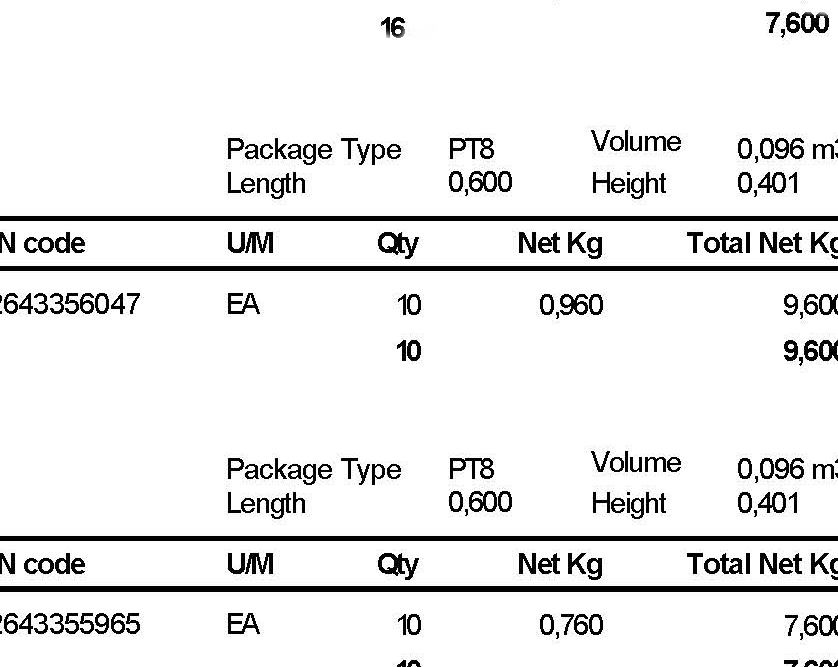 16 7,600
Package Type PT8 Volume 0,096 m3
Length 0,600 Height 0,401
N code U/M Qty Net Kg Total Net Kg
2643356047 EA 10 0,960 9,600
10 9,600
Package Type PT8 Volume 0,096 m3
Length 0,600 Height 0,401
N code U/M Qty Net Kg Total Net Kg
2643355965 EA 10 0,760 7,600
10 7,600